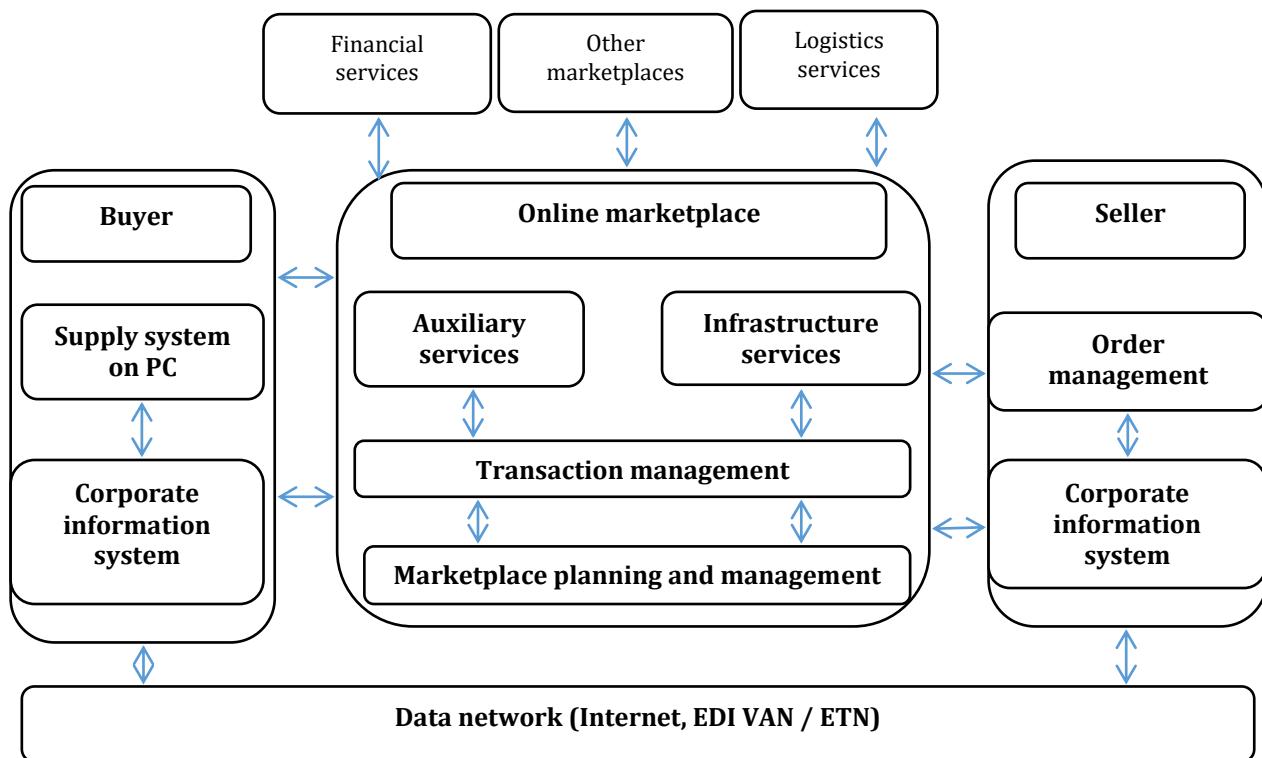 Financial
services
Other
marketplaces
Logistics
services
Buyer
Online marketplace
Seller
Supply system
on PC
Auxiliary
services
Infrastructure
services
Order
management
Corporate
information
system
Transaction management
Marketplace planning and management
Corporate
information
system
Data network (Internet, EDI VAN / ETN)